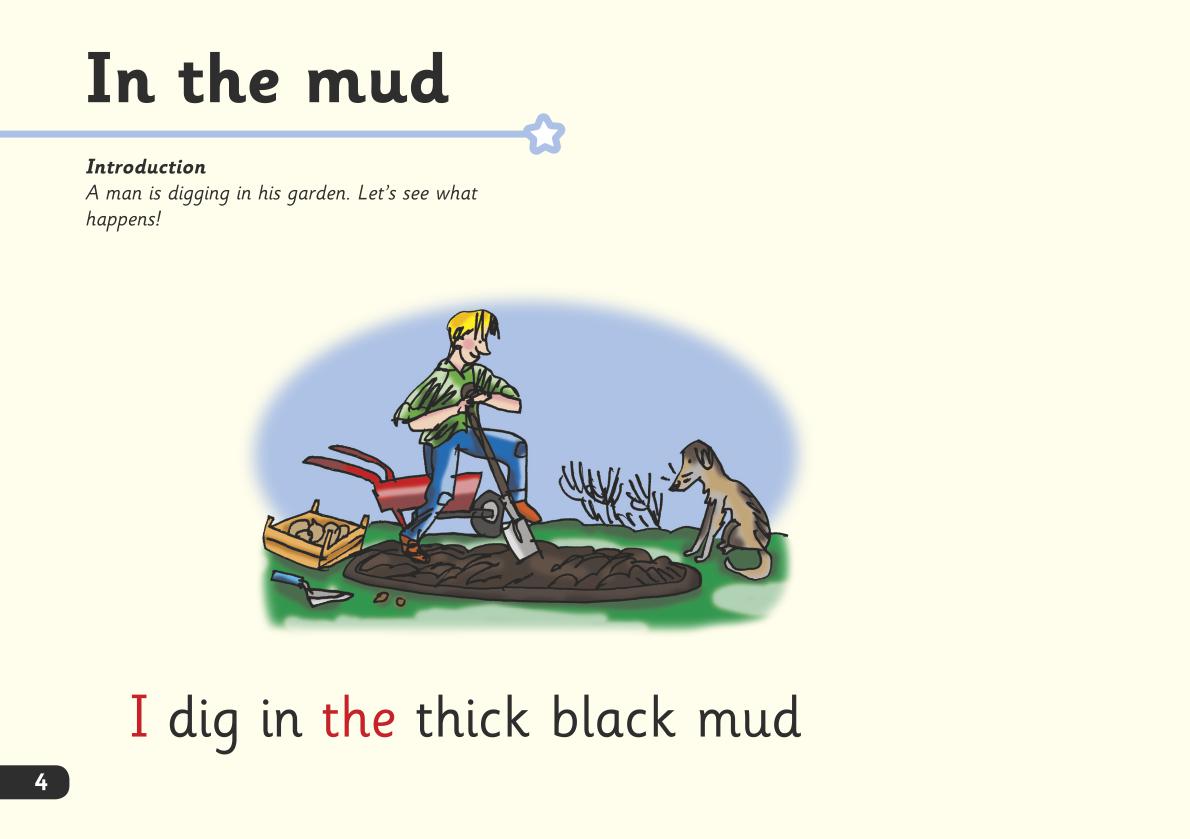 In the mud
Introduction
A man is digging in his garden. Let's see what
happens!
I dig in the thick black mud
4